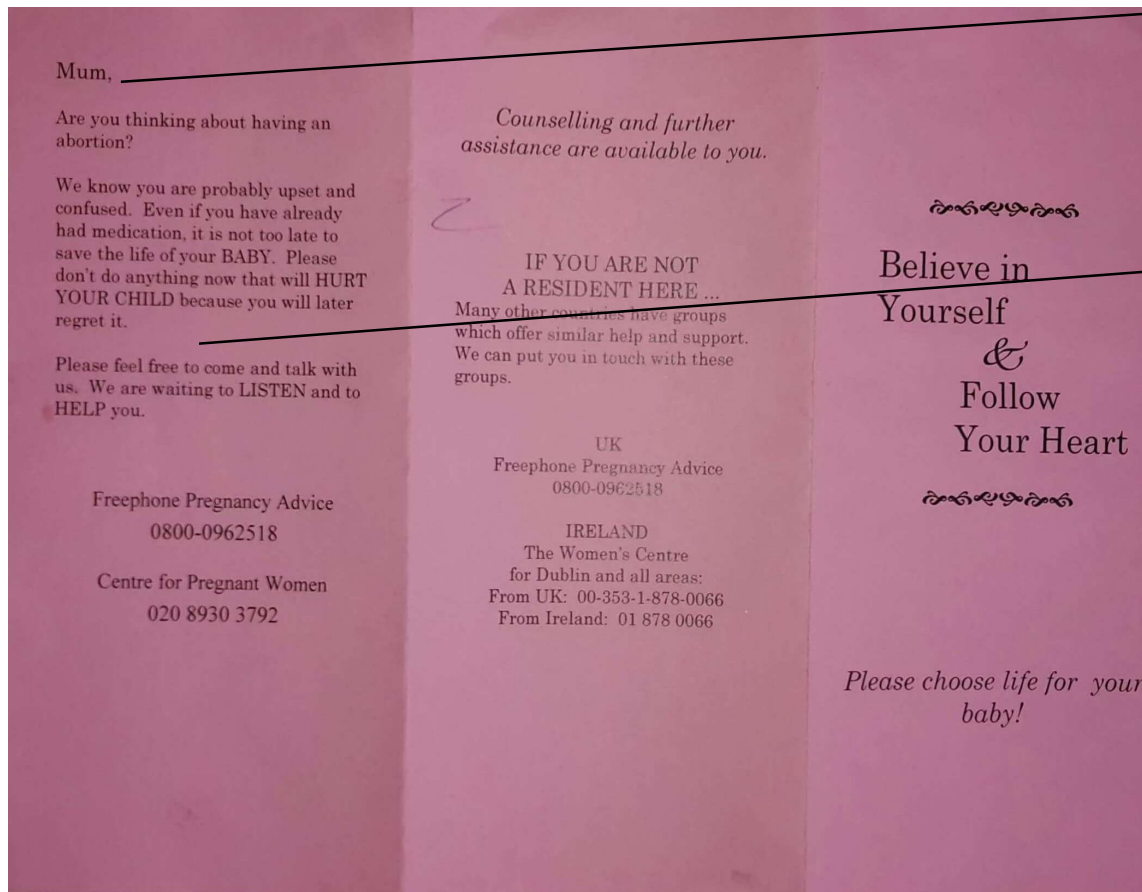 Mum,
Are you thinking about having an
abortion?
We know you are probably upset and
confused. Even if you have already
had medication, it is not too late to
save the life of your BABY. Please
don't do anything now that will HURT
YOUR CHILD because you will later
regret it.
Please feel free to come and talk with
us. We are waiting to LISTEN and to
HELP you.
Freephone Pregnancy Advice
0800-0962518
Centre for Pregnant Women
020 8930 3792
Counselling and further
assistance are available to you.
IF YOU ARE NOT
A RESIDENT HERE ...
Many other countries have groups
which offer similar help and support.
We can put you in touch with these
groups.
UK
Freephone Pregnancy Advice
0800-0962518
IRELAND
The Women's Centre
for Dublin and all areas:
From UK: 00-353-1-878-0066
From Ireland: 01 878 0066
Believe in
Yourself
&
Follow
Your Heart
Please choose life for your
baby!